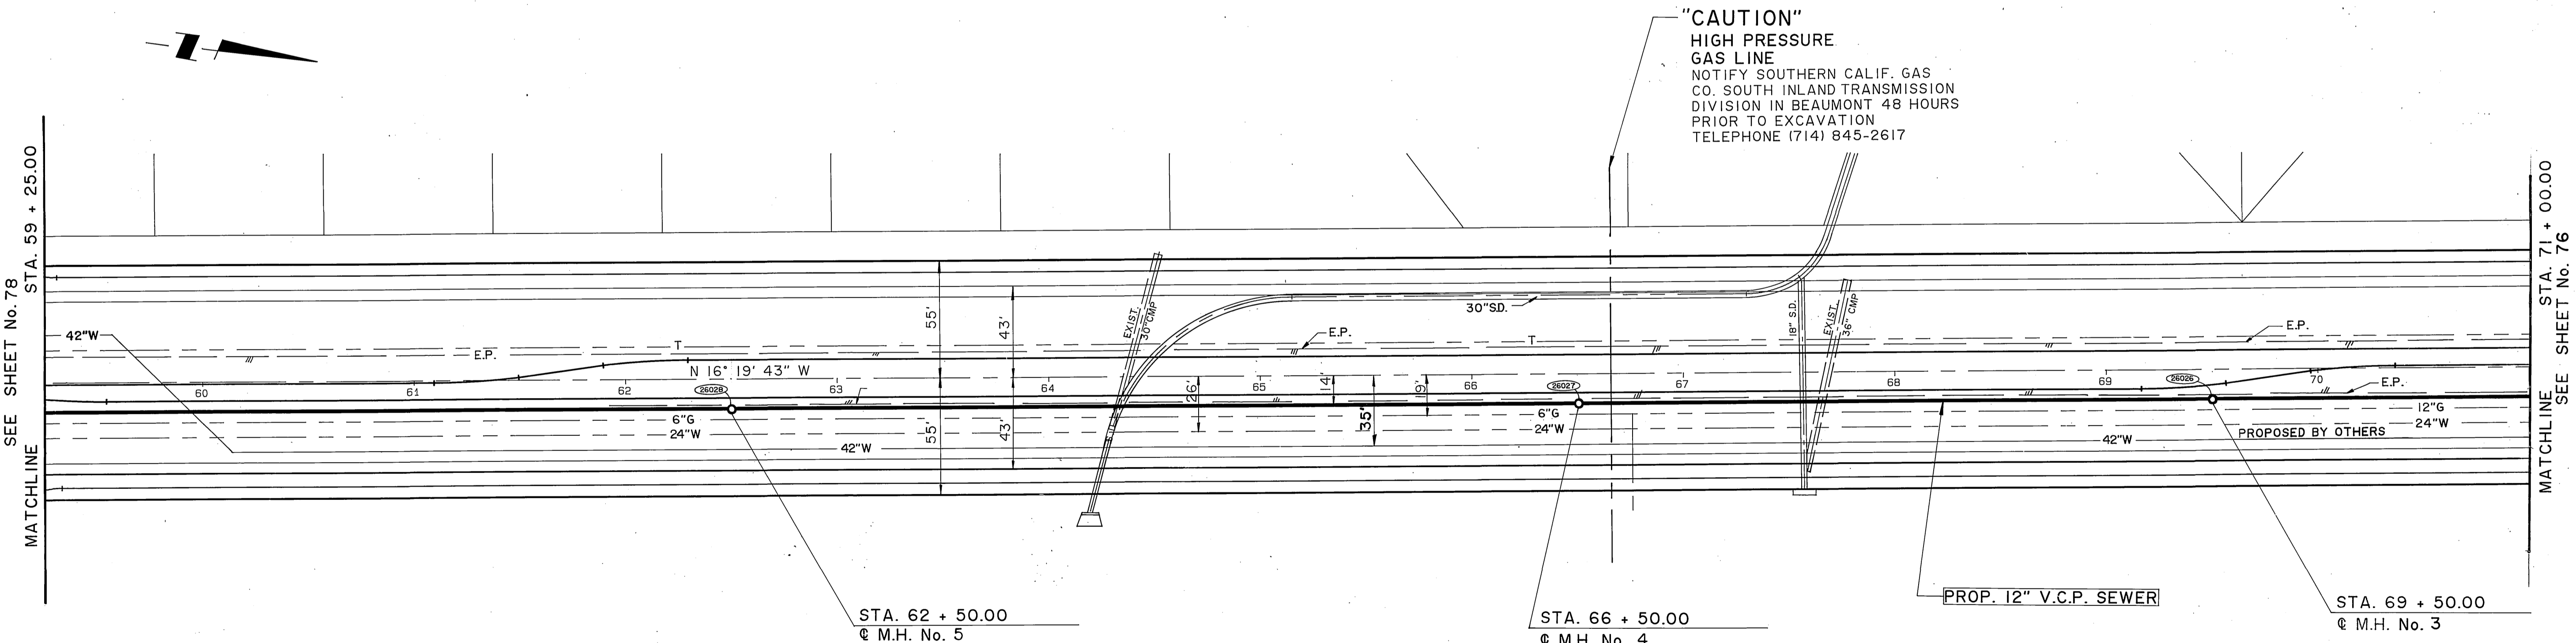 "CAUTION"
HIGH PRESSURE
GAS LINE
NOTIFY SOUTHERN CALIF. GAS
CO. SOUTH INLAND TRANSMISSION
DIVISION IN BEAUMONT 48 HOURS
PRIOR TO EXCAVATION
TELEPHONE (714) 845-2617
SEE SHEET No. 78
MATCHLINE STA. 59 + 25.00
MATCHLINE STA. 71 + 00.00
SEE SHEET No. 76
42"W
E.P.
T
N 16° 19' 43" W
55'
43'
EXIST.
30"CMP
30"S.D.
E.P.
T
18" S.D.
EXIST.
36" CMP
E.P.
60
61
62
63
64
65
66
67
68
69
70
26028
26027
26026
E.P.
55'
43'
26'
14'
35'
19'
6"G
24"W
42"W
6"G
24"W
42"W
12"G
24"W
PROPOSED BY OTHERS
PROP. 12" V.C.P. SEWER
STA. 62 + 50.00
℄ M.H. No. 5
STA. 66 + 50.00
℄ M.H. No. 4
STA. 69 + 50.00
℄ M.H. No. 3